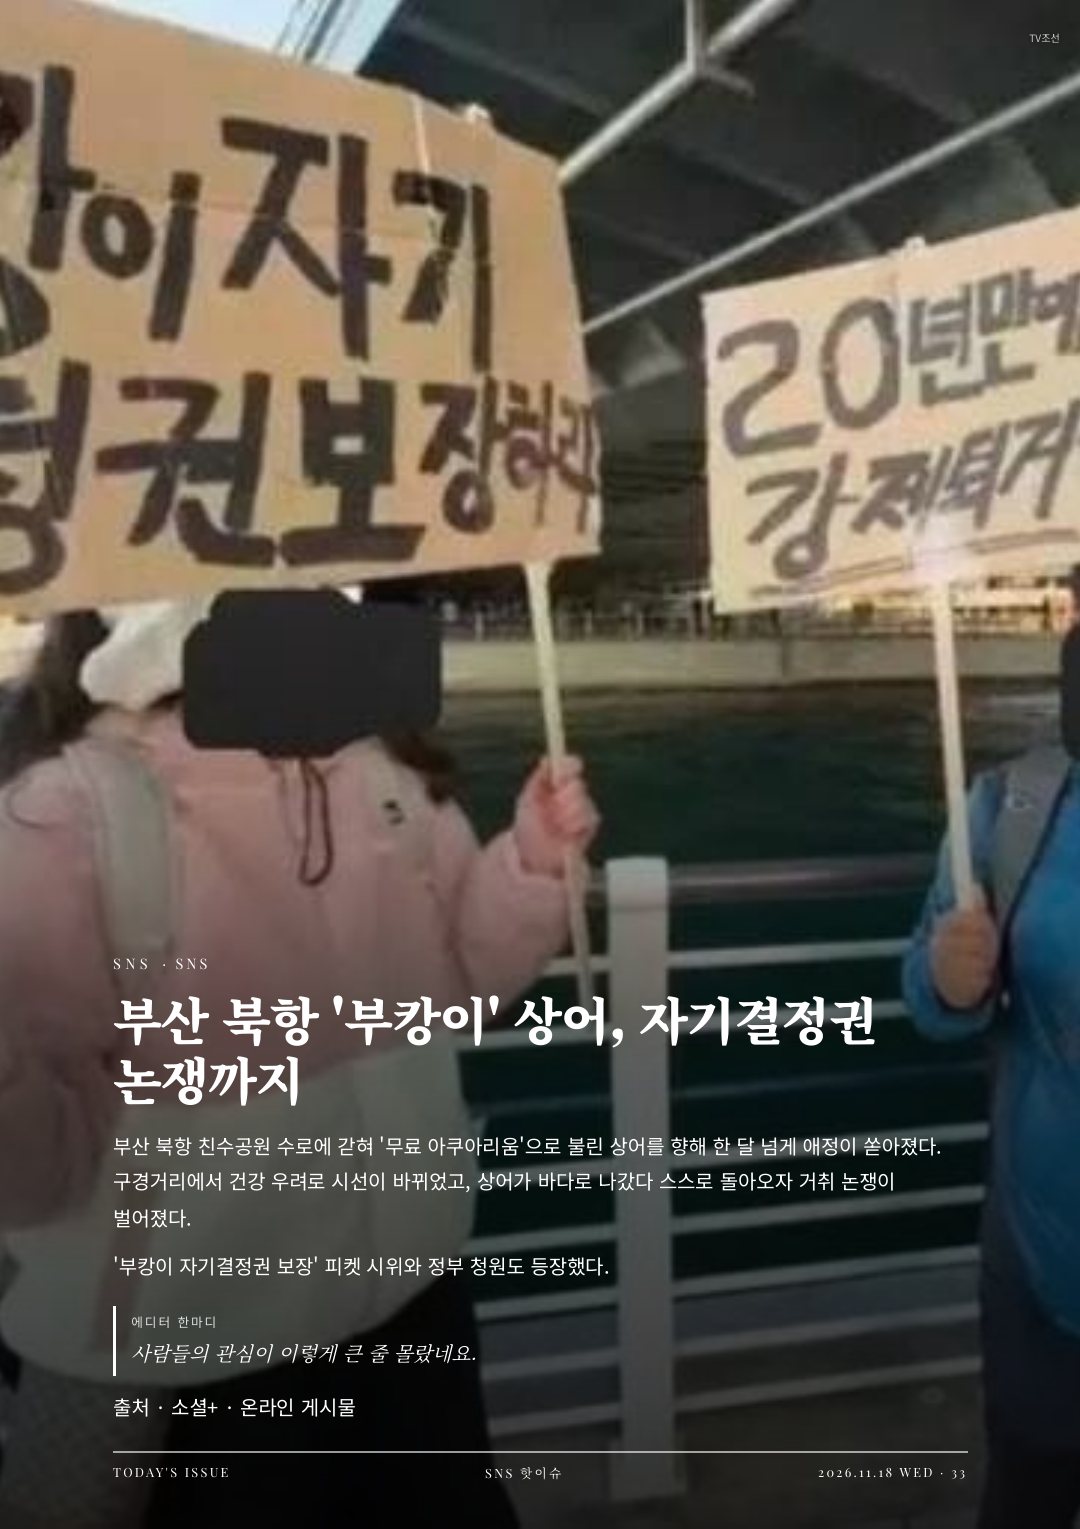 TV조선
캉이 자기
정권보장하라
20년만에
강제퇴거
SNS · SNS
부산 북항 '부캉이' 상어, 자기결정권
논쟁까지
부산 북항 친수공원 수로에 갇혀 '무료 아쿠아리움'으로 불린 상어를 향해 한 달 넘게 애정이 쏟아졌다.
구경거리에서 건강 우려로 시선이 바뀌었고, 상어가 바다로 나갔다 스스로 돌아오자 거취 논쟁이
벌어졌다.
'부캉이 자기결정권 보장' 피켓 시위와 정부 청원도 등장했다.
에디터 한마디
사람들의 관심이 이렇게 큰 줄 몰랐네요.
출처 · 소셜+ · 온라인 게시물
TODAY'S ISSUE
SNS 핫이슈
2026.11.18 WED · 33